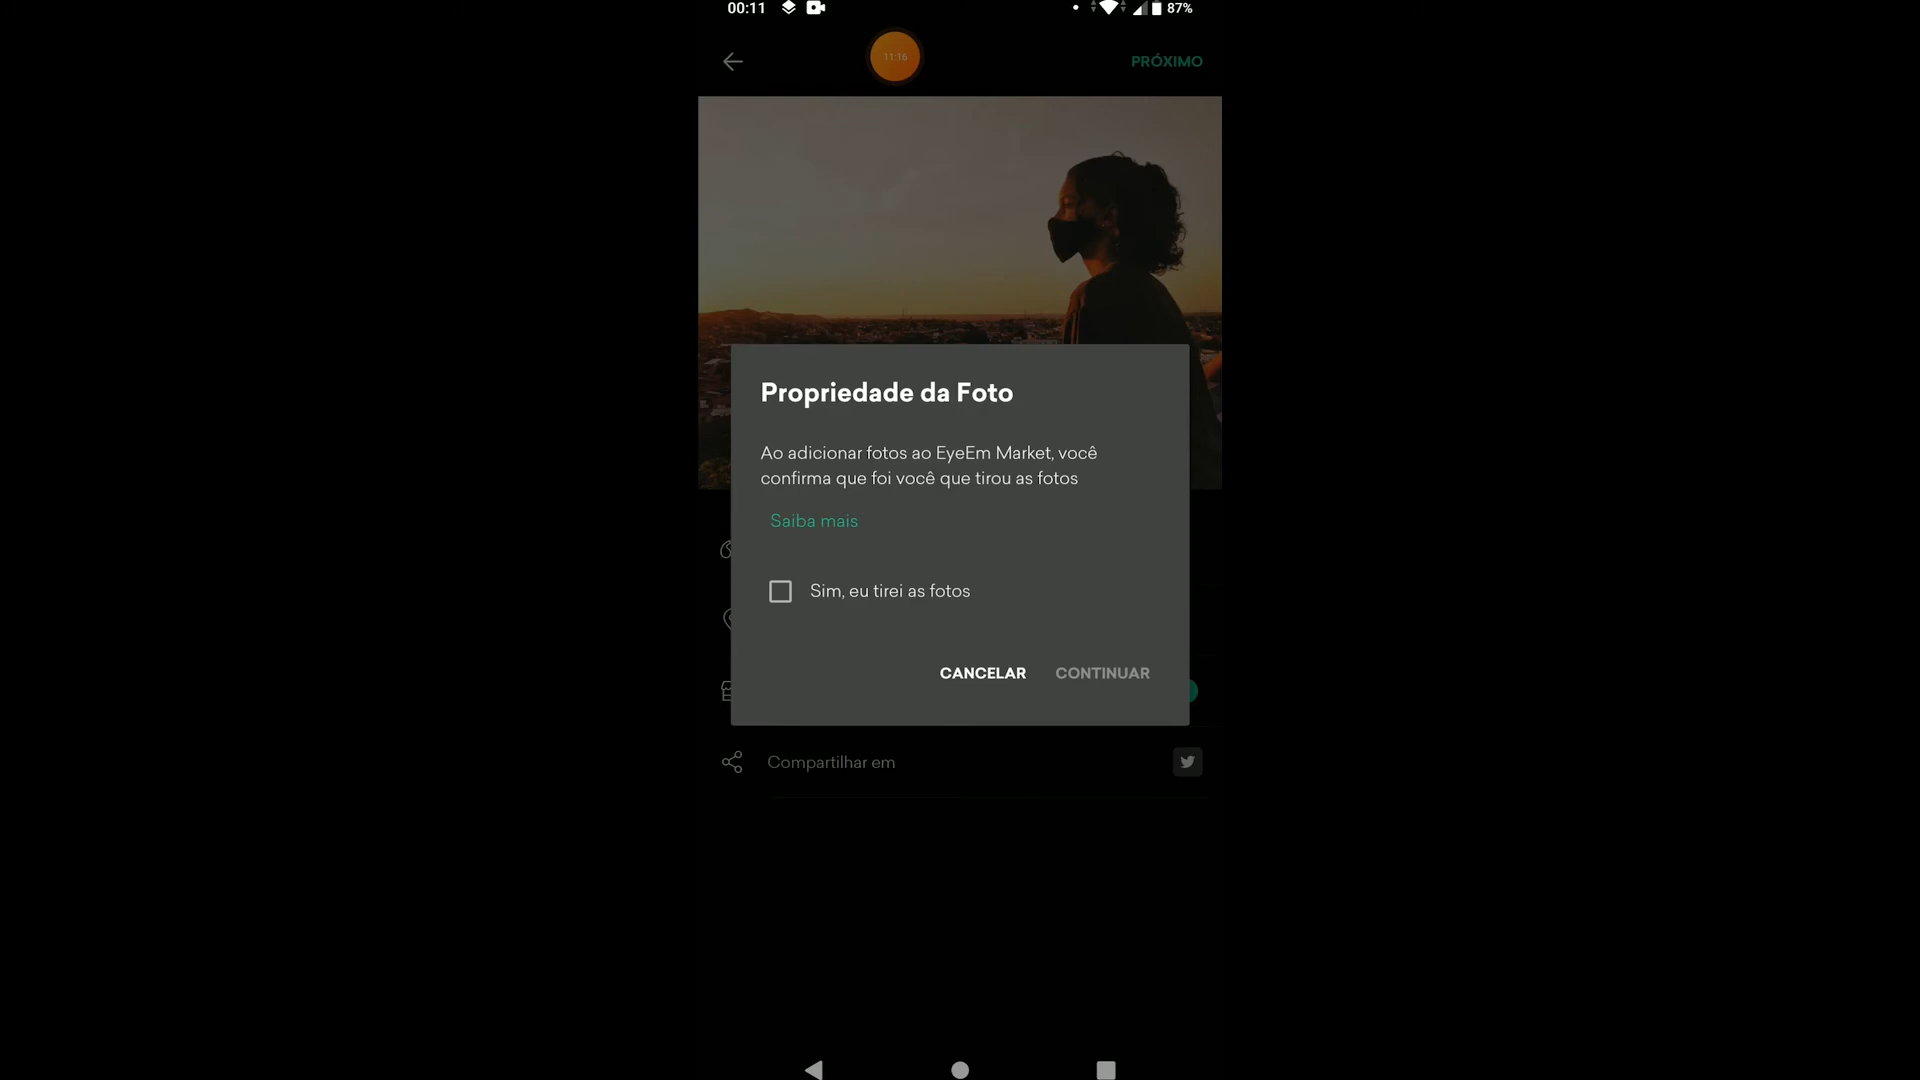 00:11
87%
11:16
PRÓXIMO
Propriedade da Foto
Ao adicionar fotos ao EyeEm Market, você
confirma que foi você que tirou as fotos
Saiba mais
Sim, eu tirei as fotos
CANCELAR CONTINUAR
Compartilhar em